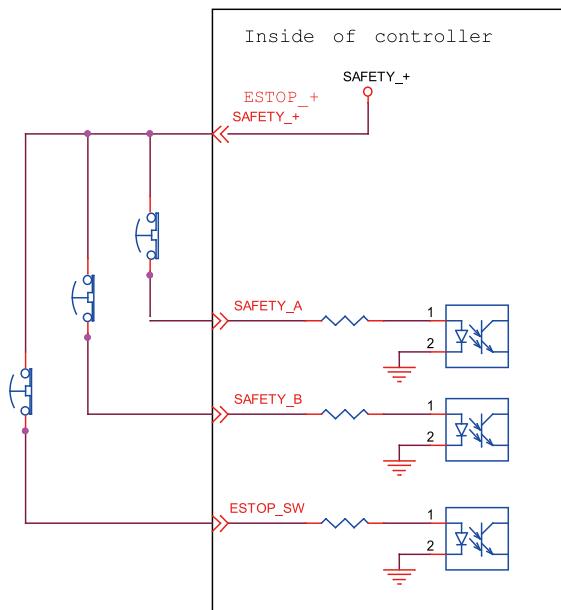 Inside of controller
SAFETY_+
ESTOP_+
SAFETY_+
SAFETY_A
1
2
SAFETY_B
1
2
ESTOP_SW
1
2